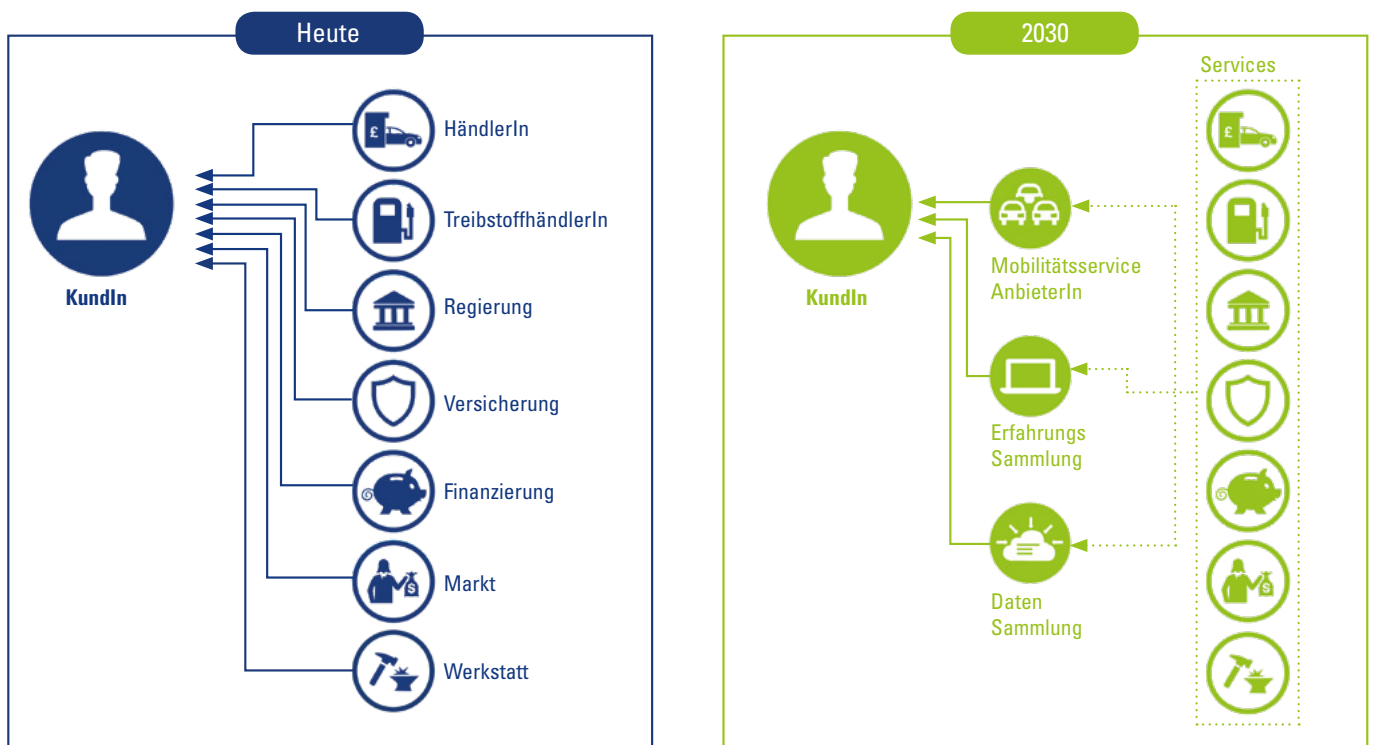 Heute
HändlerIn
TreibstoffhändlerIn
KundIn
Regierung
Versicherung
Finanzierung
Markt
Werkstatt
2030
Services
£
£
$
£
$
KundIn
Mobilitätsservice
AnbieterIn
Erfahrungs
Sammlung
Daten
Sammlung